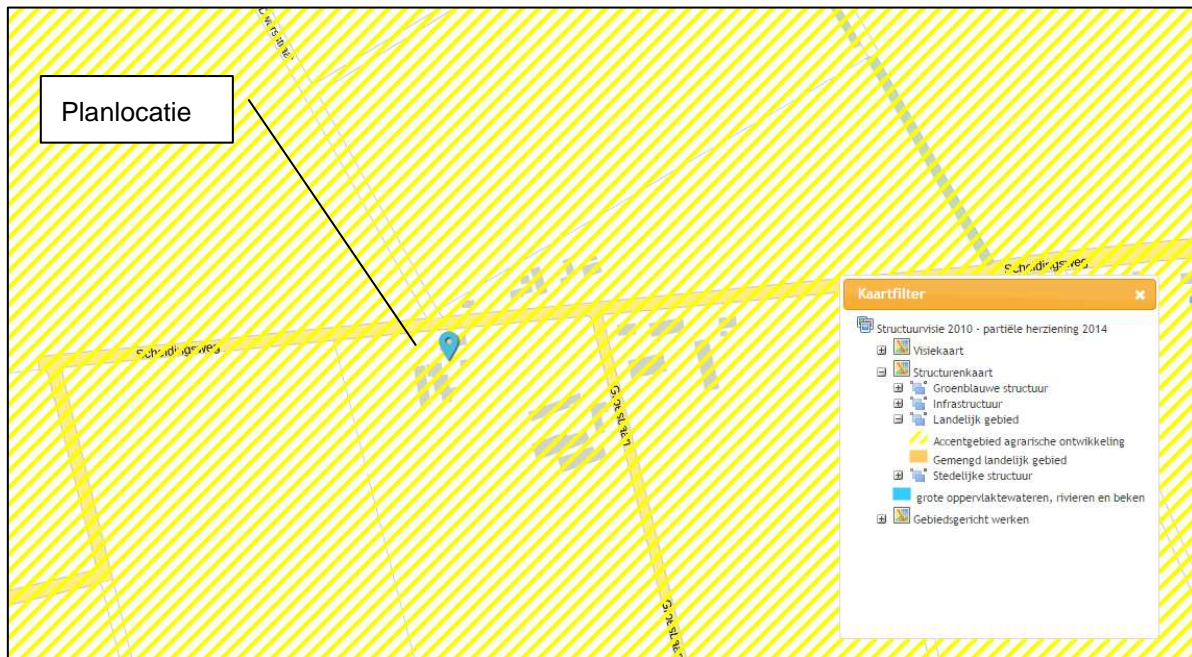 Planlocatie
Scheidingsweg
Scheidingsweg
Kaartfilter
Structuurvisie 2010 - partiële herziening 2014
Visiekaart
Structurenkaart
Groenblauwe structuur
Infrastructuur
Landelijk gebied
Accentgebied agrarische ontwikkeling
Gemengd landelijk gebied
Stedelijke structuur
grote oppervlaktewateren, rivieren en beken
Gebiedsgericht werken